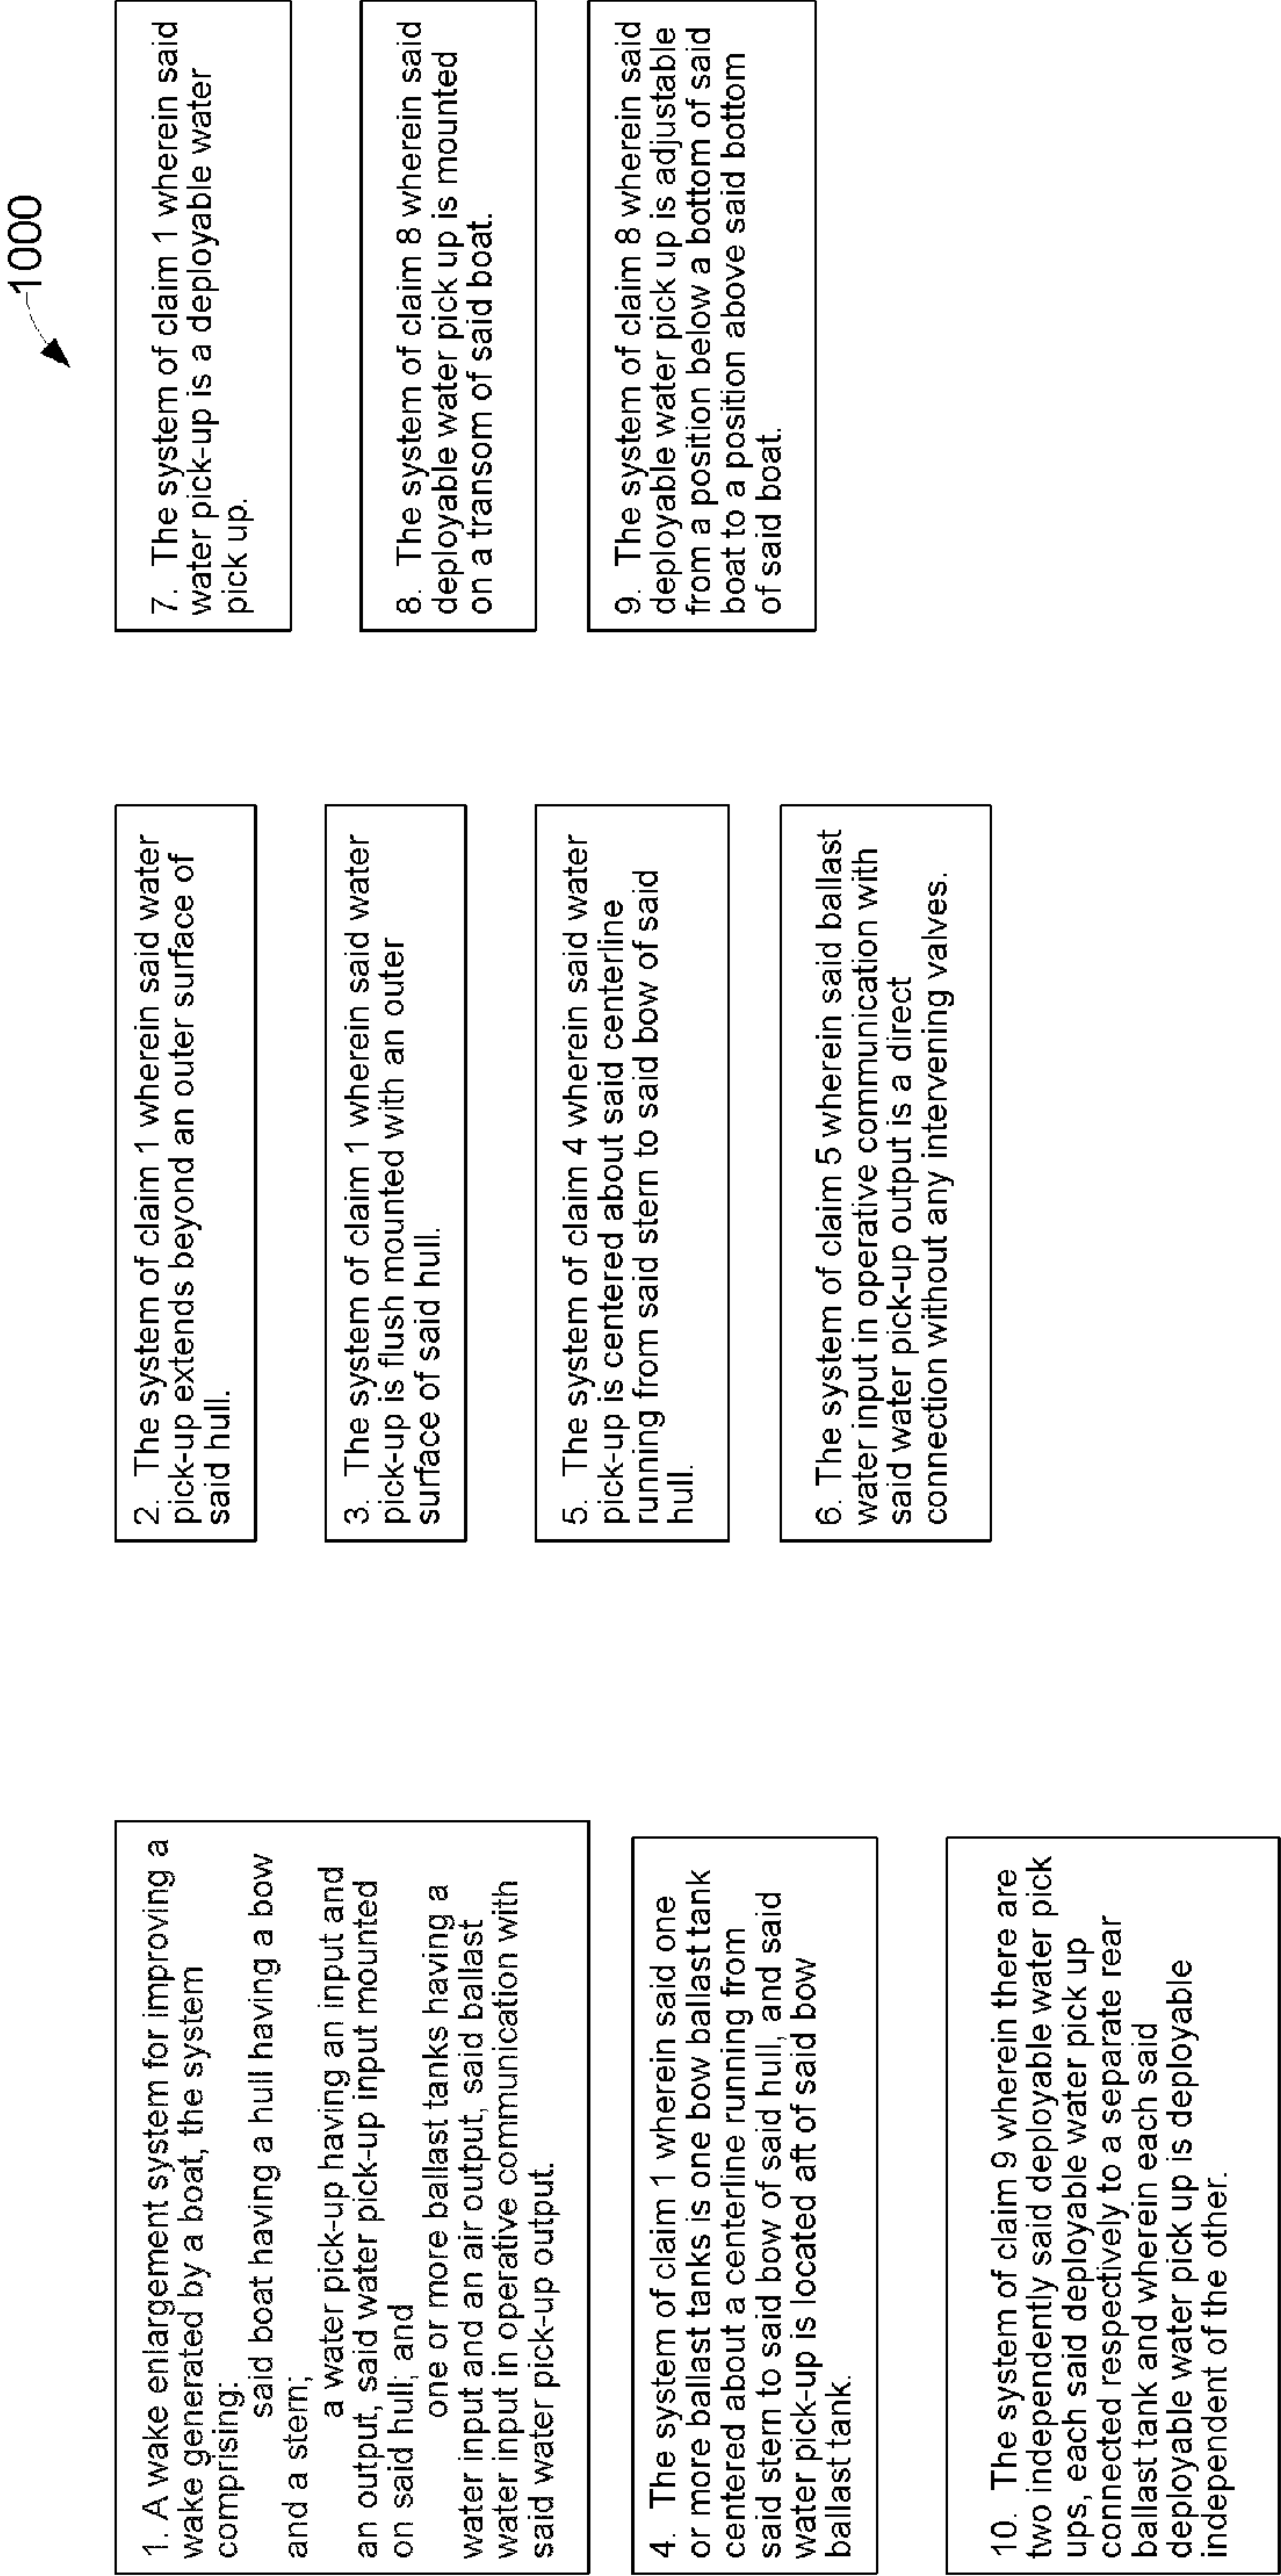 1000
1. A wake enlargement system for improving a
wake generated by a boat, the system
comprising:
said boat having a hull having a bow
and a stern;
a water pick-up having an input and
an output, said water pick-up input mounted
on said hull; and
one or more ballast tanks having a
water input and an air output, said ballast
water input in operative communication with
said water pick-up output.
4. The system of claim 1 wherein said one
or more ballast tanks is one bow ballast tank
centered about a centerline running from
said stern to said bow of said hull, and said
water pick-up is located aft of said bow
ballast tank.
10. The system of claim 9 wherein there are
two independently said deployable water pick
ups, each said deployable water pick up
connected respectively to a separate rear
ballast tank and wherein each said
deployable water pick up is deployable
independent of the other.
2. The system of claim 1 wherein said water
pick-up extends beyond an outer surface of
said hull.
3. The system of claim 1 wherein said water
pick-up is flush mounted with an outer
surface of said hull.
5. The system of claim 4 wherein said water
pick-up is centered about said centerline
running from said stern to said bow of said
hull.
6. The system of claim 5 wherein said ballast
water input in operative communication with
said water pick-up output is a direct
connection without any intervening valves.
7. The system of claim 1 wherein said
water pick-up is a deployable water
pick up.
8. The system of claim 8 wherein said
deployable water pick up is mounted
on a transom of said boat.
9. The system of claim 8 wherein said
deployable water pick up is adjustable
from a position below a bottom of said
boat to a position above said bottom
of said boat.